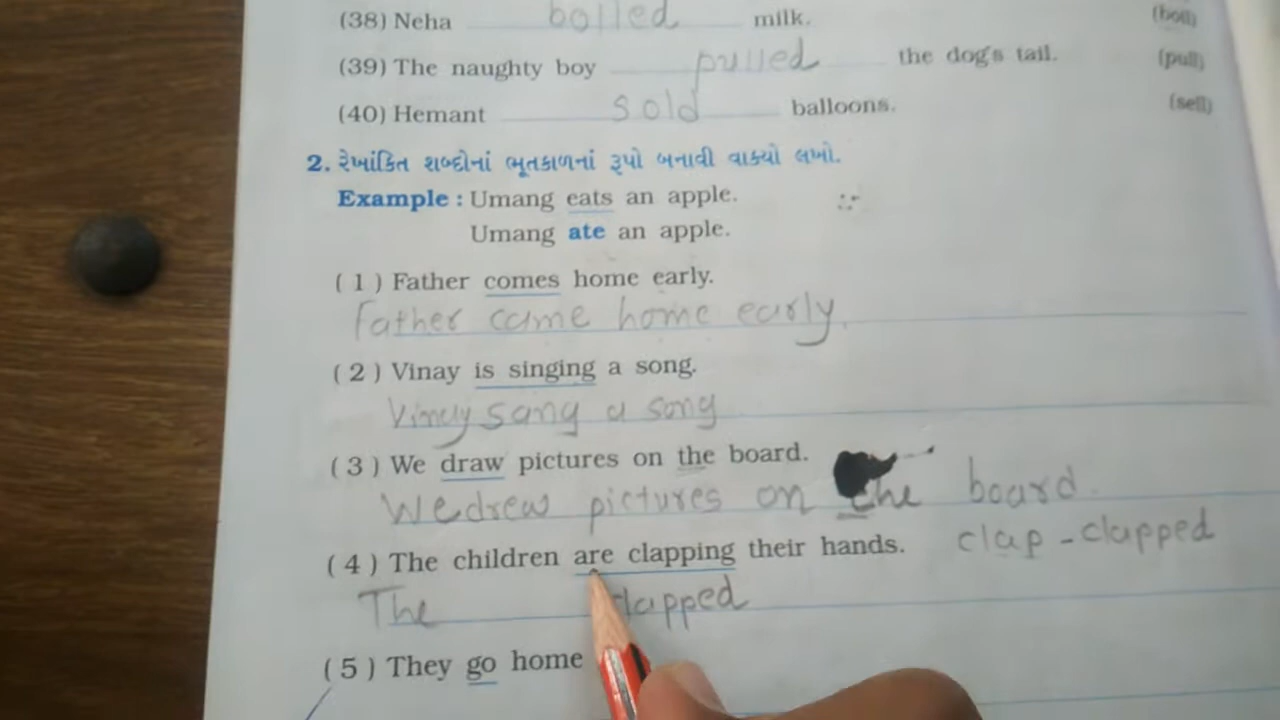 (38) Neha boiled milk. (boil)
(39) The naughty boy pulled the dog's tail. (pull)
(40) Hemant sold balloons. (sell)
2. રેખાંકિત શબ્દોનાં ભૂતકાળનાં રૂપો બનાવી વાક્યો લખો.
Example : Umang eats an apple.
Umang ate an apple.
( 1 ) Father comes home early.
Father came home early.
( 2 ) Vinay is singing a song.
Vinay sang a song
( 3 ) We draw pictures on the board.
We drew pictures on the board.
( 4 ) The children are clapping their hands. clap - clapped
The clapped
( 5 ) They go home